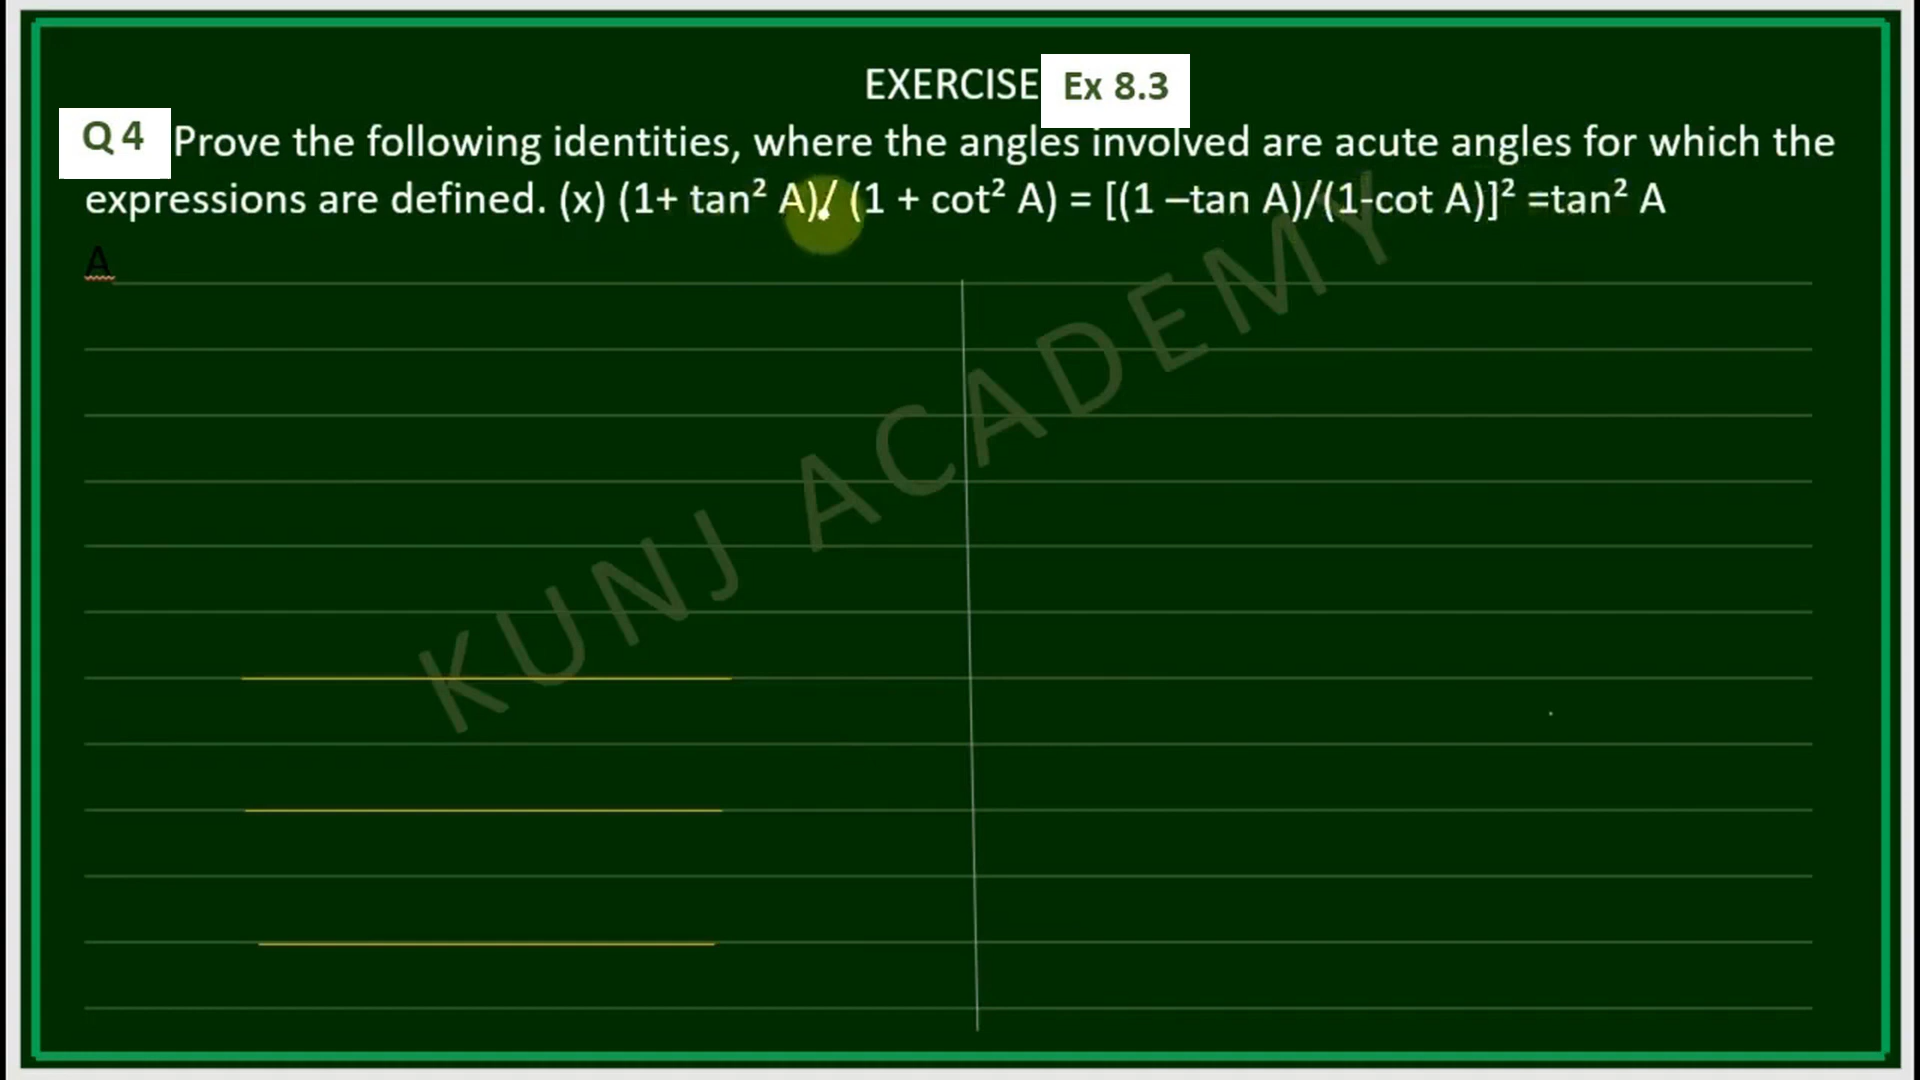 EXERCISE Ex 8.3
Q 4 Prove the following identities, where the angles involved are acute angles for which the
expressions are defined. (x) (1+ tan² A)/ (1 + cot² A) = [(1 –tan A)/(1-cot A)]² =tan² A
A
KUNJ ACADEMY